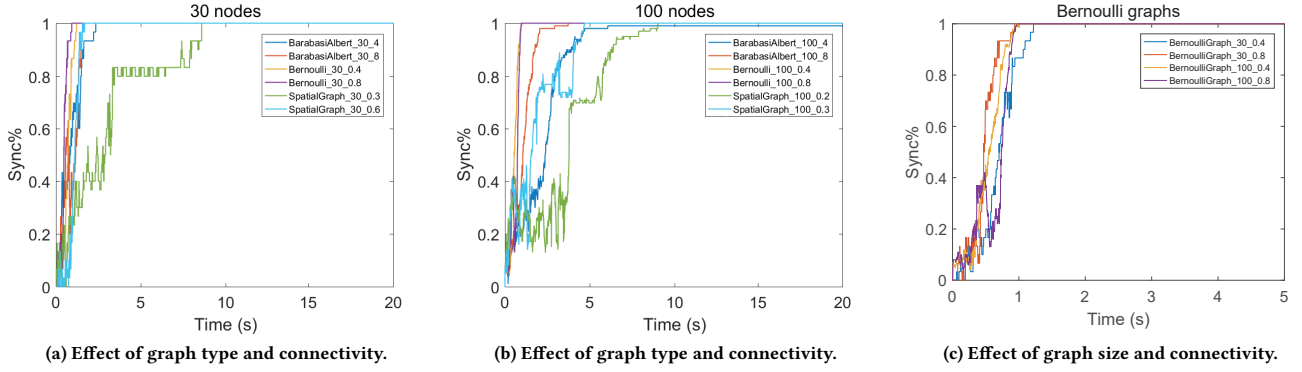 30 nodes
1
0.8
0.6
0.4
0.2
0
Sync%
0 5 10 15 20
Time (s)
BarabasiAlbert_30_4
BarabasiAlbert_30_8
Bernoulli_30_0.4
Bernoulli_30_0.8
SpatialGraph_30_0.3
SpatialGraph_30_0.6
(a) Effect of graph type and connectivity.
100 nodes
1
0.8
0.6
0.4
0.2
0
Sync%
0 5 10 15 20
Time (s)
BarabasiAlbert_100_4
BarabasiAlbert_100_8
Bernoulli_100_0.4
Bernoulli_100_0.8
SpatialGraph_100_0.2
SpatialGraph_100_0.3
(b) Effect of graph type and connectivity.
Bernoulli graphs
1
0.8
0.6
0.4
0.2
0
Sync%
0 1 2 3 4 5
Time (s)
BernoulliGraph_30_0.4
BernoulliGraph_30_0.8
BernoulliGraph_100_0.4
BernoulliGraph_100_0.8
(c) Effect of graph size and connectivity.